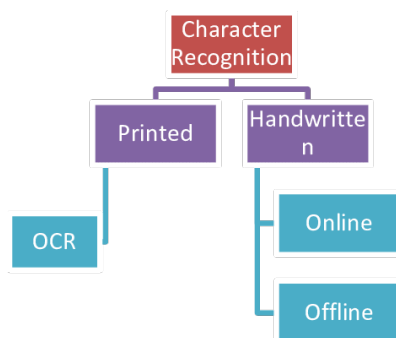 Character
Recognition
Printed
Handwritte
n
OCR
Online
Offline